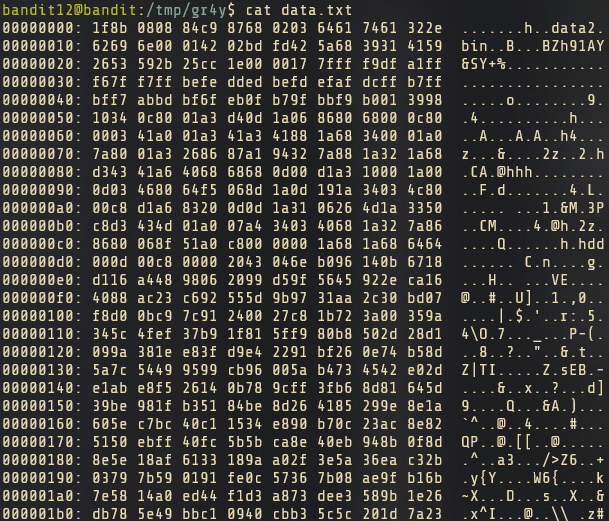 bandit12@bandit:/tmp/gr4y$ cat data.txt
00000000: 1f8b 0808 84c9 8768 0203 6461 7461 322e  .......h..data2.
00000010: 6269 6e00 0142 02bd fd42 5a68 3931 4159  bin..B...BZh91AY
00000020: 2653 592b 25cc 1e00 0017 7fff f9df a1ff  &SY+%...........
00000030: f67f f7ff befe dded befd efaf dcff b7ff  ................
00000040: bff7 abbd bf6f eb0f b79f bbf9 b001 3998  .....o........9.
00000050: 1034 0c80 01a3 d40d 1a06 8680 6800 0c80  .4..........h...
00000060: 0003 41a0 01a3 41a3 4188 1a68 3400 01a0  ..A...A.A..h4...
00000070: 7a80 01a3 2686 87a1 9432 7a88 1a32 1a68  z...&....2z..2.h
00000080: d343 41a6 4068 6868 0d00 d1a3 1000 1a00  .CA.@hhh........
00000090: 0d03 4680 64f5 068d 1a0d 191a 3403 4c80  ..F.d.......4.L.
000000a0: 00c8 d1a6 8320 0d0d 1a31 0626 4d1a 3350  ..... ...1.&M.3P
000000b0: c8d3 434d 01a0 07a4 3403 4068 1a32 7a86  ..CM....4.@h.2z.
000000c0: 8680 068f 51a0 c800 0000 1a68 1a68 6464  ....Q......h.hdd
000000d0: 000d 00c8 0000 2043 046e b096 140b 6718  ...... C.n....g.
000000e0: d116 a448 9806 2099 d59f 5645 922e ca16  ...H.. ...VE....
000000f0: 4088 ac23 c692 555d 9b97 31aa 2c30 bd07  @..#..U]..1.,0..
00000100: f8d0 0bc9 7c91 2400 27c8 1b72 3a00 359a  ....|.$.'..r:.5.
00000110: 345c 4fef 37b9 1f81 5ff9 80b8 502d 28d1  4\O.7..._...P-(.
00000120: 099a 381e e83f d9e4 2291 bf26 0e74 b58d  ..8..?.."..&.t..
00000130: 5a7c 5449 9599 cb96 005a b473 4542 e02d  Z|TI.....Z.sEB.-
00000140: e1ab e8f5 2614 0b78 9cff 3fb6 8d81 645d  ....&..x..?...d]
00000150: 39be 981f b351 84be 8d26 4185 299e 8e1a  9....Q...&A.)...
00000160: 605e c7bc 40c1 1534 e890 b70c 23ac 8e82  `^..@..4....#...
00000170: 5150 ebff 40fc 5bc5 ca8e 40eb 948b 0f8d  QP..@.[...@.....
00000180: 8e5e 18af 6133 189a a02f 3e5a 36ea c32b  .^..a3.../>Z6..+
00000190: 0379 7b59 0191 fe0c 5736 7b08 ae9f b16b  .y{Y....W6{....k
000001a0: 7e58 14a0 ed44 f1d3 a873 dee3 589b 1e26  ~X...D...s..X..&
000001b0: db78 5e49 bbc1 0940 cbb3 5c5c 201d 7a23  .x^I...@..\\ .z#